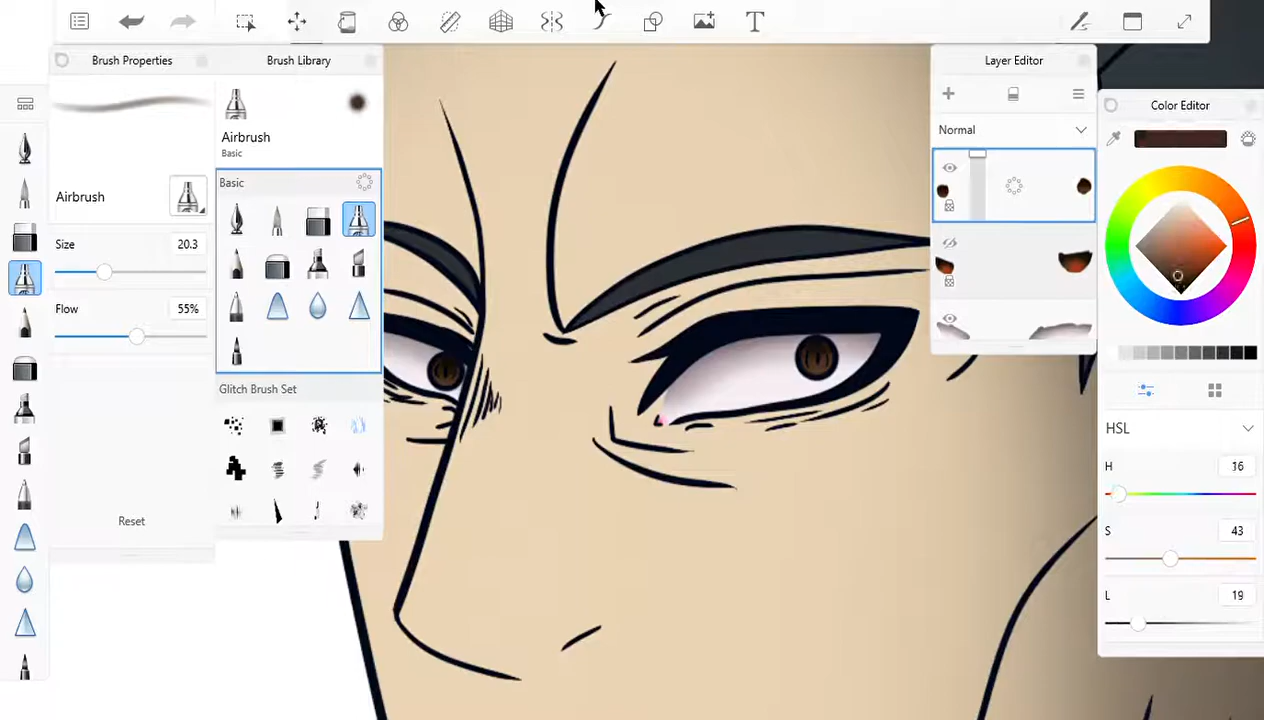 Brush Properties
Airbrush
Size
20.3
Flow
55%
Reset
Brush Library
Airbrush
Basic
Basic
Glitch Brush Set
T
Layer Editor
Normal
Color Editor
HSL
H
16
S
43
L
19